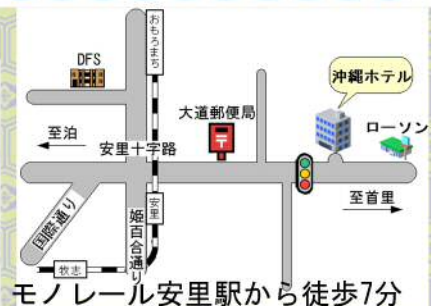 おもろまち
DFS
沖縄ホテル
大道郵便局
ローソン
至泊
安里十字路
至首里
国際通り
姫百合通り
安里
牧志
モノレール安里駅から徒歩7分